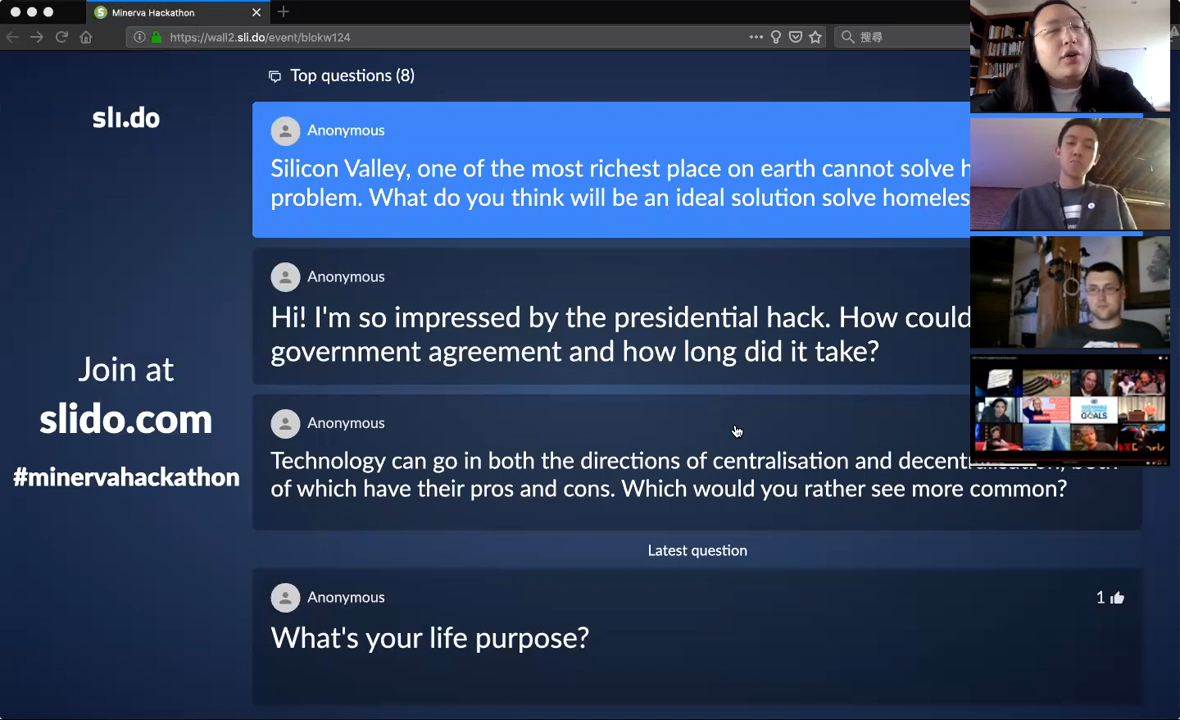 Minerva Hackathon
https://wall2.sli.do/event/blokw124
搜尋
Top questions (8)
sli.do
Anonymous
Silicon Valley, one of the most richest place on earth cannot solve
problem. What do you think will be an ideal solution solve
Anonymous
Hi! I'm so impressed by the presidential hack. How could
government agreement and how long did it take?
Join at
slido.com
#minervahackathon
Anonymous
Technology can go in both the directions of centralisation and
of which have their pros and cons. Which would you rather see more common?
GOALS
Latest question
Anonymous
1
What's your life purpose?